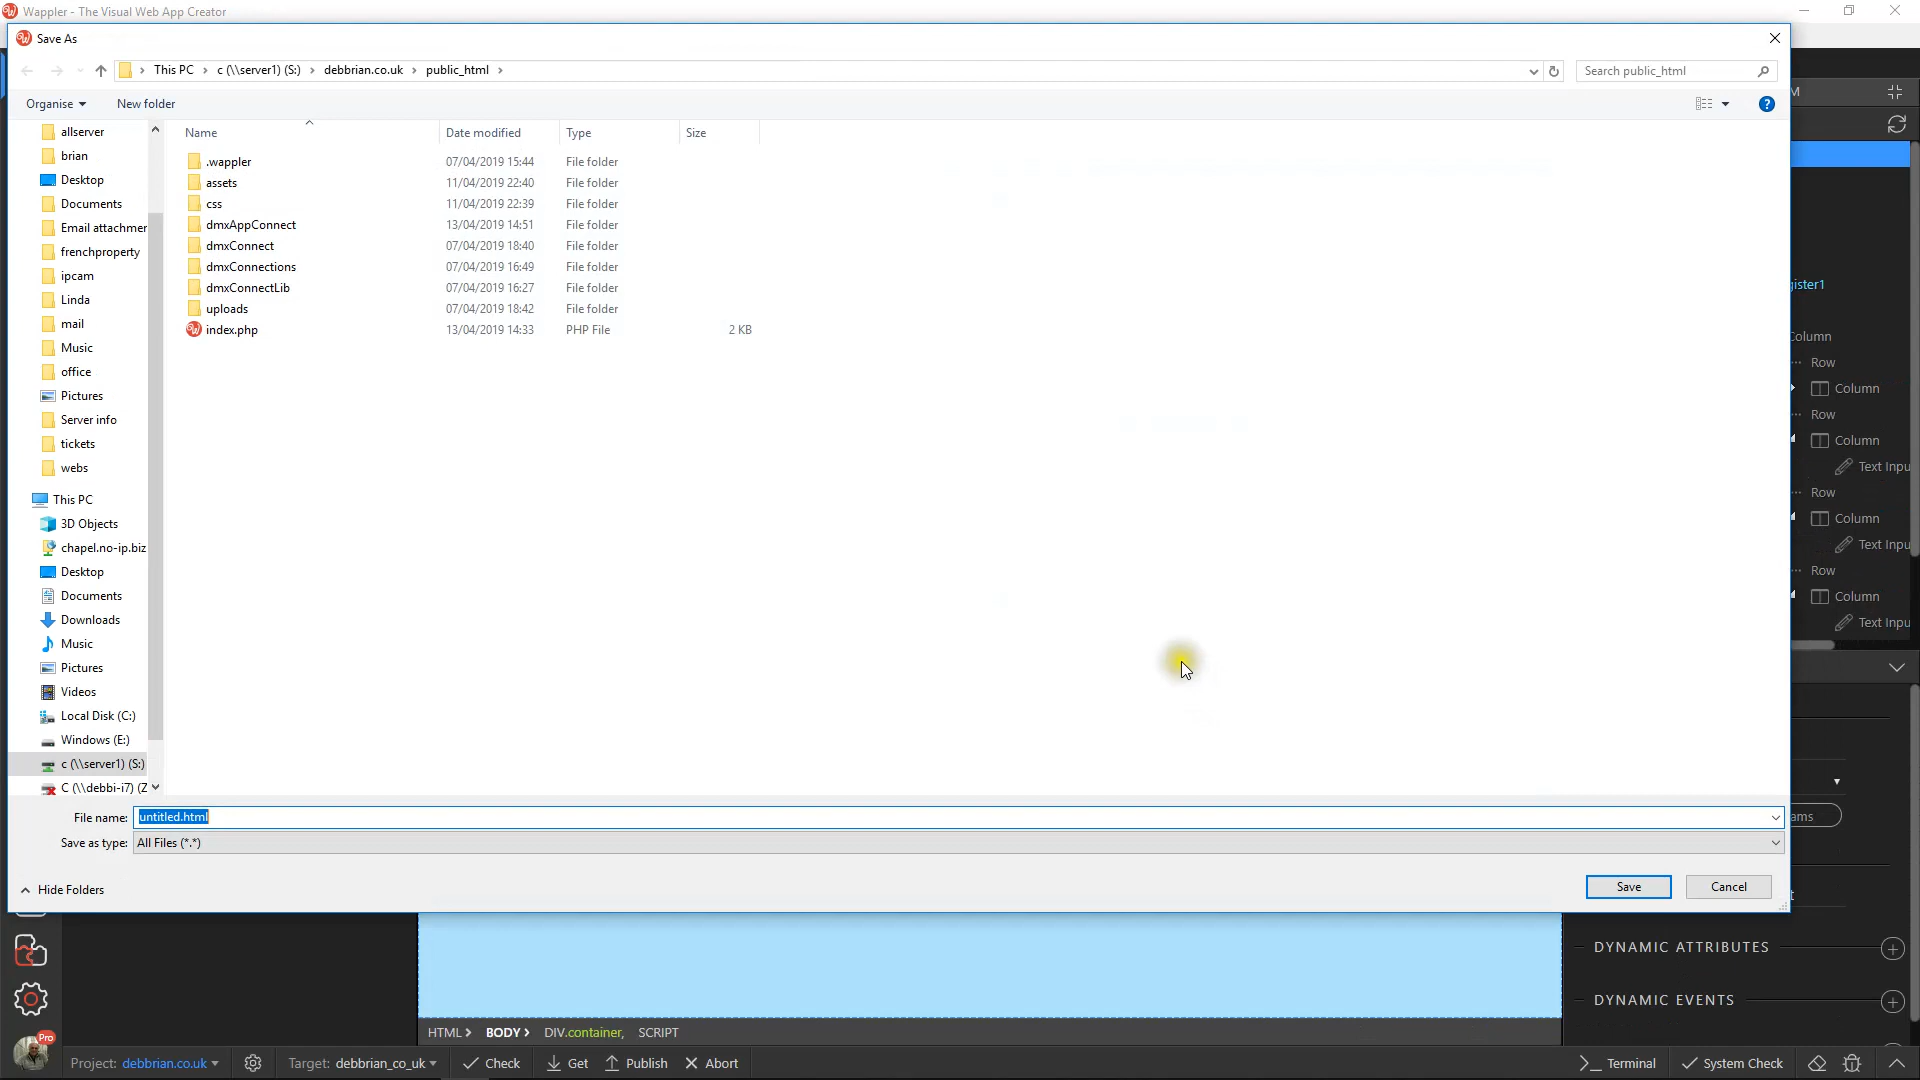 Wappler - The Visual Web App Creator
Save As
This PC
c (\\server1) (S:)
debbrian.co.uk
public_html
Search public_html
Organise
New folder
allserver
brian
Desktop
Documents
Email attachmer
frenchproperty
ipcam
Linda
mail
Music
office
Pictures
Server info
tickets
webs
This PC
3D Objects
chapel.no-ip.biz
Desktop
Documents
Downloads
Music
Pictures
Videos
Local Disk (C:)
Windows (E:)
c (\\server1) (S:)
C (\\debbi-i7) (Z
Name Date modified Type Size
.wappler 07/04/2019 15:44 File folder
assets 11/04/2019 22:40 File folder
css 11/04/2019 22:39 File folder
dmxAppConnect 13/04/2019 14:51 File folder
dmxConnect 07/04/2019 18:40 File folder
dmxConnections 07/04/2019 16:49 File folder
dmxConnectLib 07/04/2019 16:27 File folder
uploads 07/04/2019 18:42 File folder
index.php 13/04/2019 14:33 PHP File 2 KB
File name: untitled.html
Save as type: All Files (*.*)
Hide Folders
Save
Cancel
M
ister1
Column
Row
Column
Row
Column
Text Inpu
Row
Column
Text Inpu
Row
Column
Text Inpu
ams
DYNAMIC ATTRIBUTES
DYNAMIC EVENTS
HTML BODY DIV.container, SCRIPT
Pro
Project: debbrian.co.uk
Target: debbrian_co_uk
Check
Get
Publish
Abort
Terminal
System Check